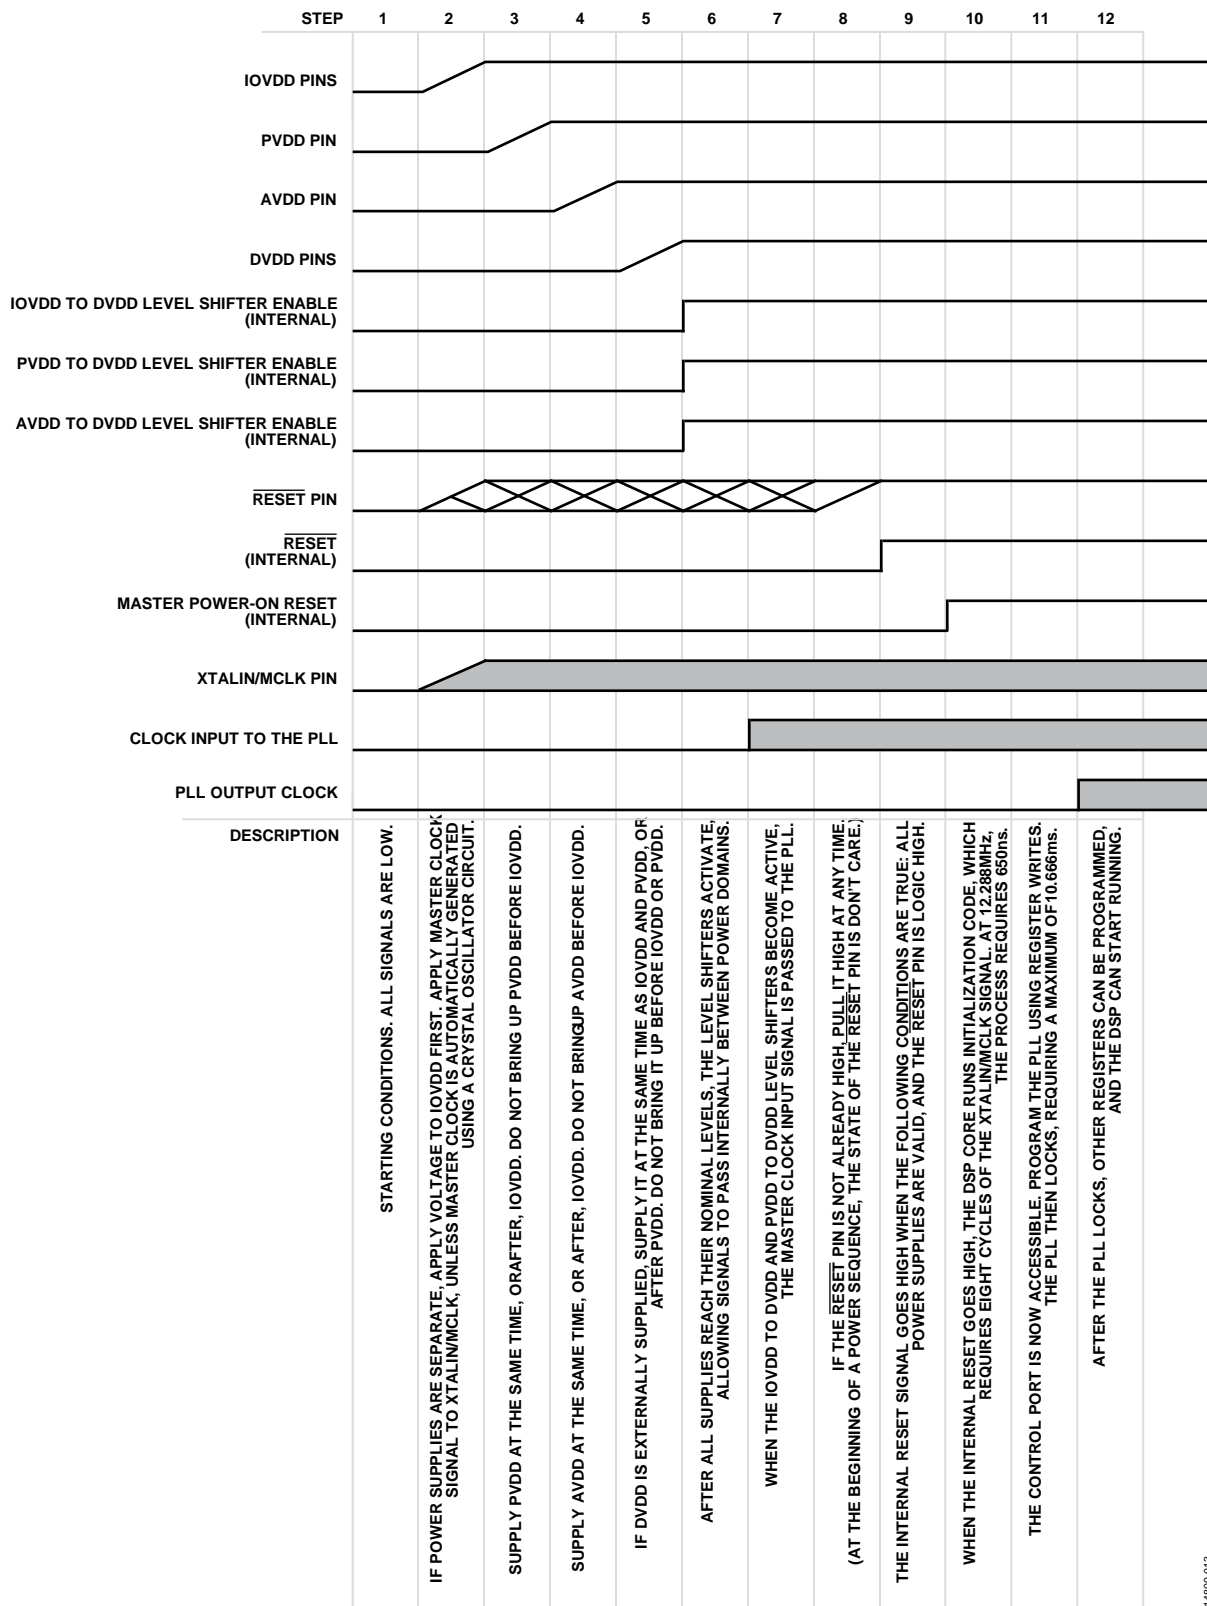 STEP 1 2 3 4 5 6 7 8 9 10 11 12
IOVDD PINS
PVDD PIN
AVDD PIN
DVDD PINS
IOVDD TO DVDD LEVEL SHIFTER ENABLE
(INTERNAL)
PVDD TO DVDD LEVEL SHIFTER ENABLE
(INTERNAL)
AVDD TO DVDD LEVEL SHIFTER ENABLE
(INTERNAL)
RESET PIN
RESET
(INTERNAL)
MASTER POWER-ON RESET
(INTERNAL)
XTALIN/MCLK PIN
CLOCK INPUT TO THE PLL
PLL OUTPUT CLOCK
DESCRIPTION
STARTING CONDITIONS. ALL SIGNALS ARE LOW.
IF POWER SUPPLIES ARE SEPARATE, APPLY VOLTAGE TO IOVDD FIRST. APPLY MASTER CLOCK
SIGNAL TO XTALIN/MCLK, UNLESS MASTER CLOCK IS AUTOMATICALLY GENERATED
USING A CRYSTAL OSCILLATOR CIRCUIT.
SUPPLY PVDD AT THE SAME TIME, ORAFTER, IOVDD. DO NOT BRING UP PVDD BEFORE IOVDD.
SUPPLY AVDD AT THE SAME TIME, OR AFTER, IOVDD. DO NOT BRINGUP AVDD BEFORE IOVDD.
IF DVDD IS EXTERNALLY SUPPLIED, SUPPLY IT AT THE SAME TIME AS IOVDD AND PVDD, OR
AFTER PVDD. DO NOT BRING IT UP BEFORE IOVDD OR PVDD.
AFTER ALL SUPPLIES REACH THEIR NOMINAL LEVELS, THE LEVEL SHIFTERS ACTIVATE,
ALLOWING SIGNALS TO PASS INTERNALLY BETWEEN POWER DOMAINS.
WHEN THE IOVDD TO DVDD AND PVDD TO DVDD LEVEL SHIFTERS BECOME ACTIVE,
THE MASTER CLOCK INPUT SIGNAL IS PASSED TO THE PLL.
IF THE RESET PIN IS NOT ALREADY HIGH, PULL IT HIGH AT ANY TIME.
(AT THE BEGINNING OF A POWER SEQUENCE, THE STATE OF THE RESET PIN IS DON'T CARE.)
THE INTERNAL RESET SIGNAL GOES HIGH WHEN THE FOLLOWING CONDITIONS ARE TRUE: ALL
POWER SUPPLIES ARE VALID, AND THE RESET PIN IS LOGIC HIGH.
WHEN THE INTERNAL RESET GOES HIGH, THE DSP CORE RUNS INITIALIZATION CODE, WHICH
REQUIRES EIGHT CYCLES OF THE XTALIN/MCLK SIGNAL. AT 12.288MHz,
THE PROCESS REQUIRES 650ns.
THE CONTROL PORT IS NOW ACCESSIBLE. PROGRAM THE PLL USING REGISTER WRITES.
THE PLL THEN LOCKS, REQUIRING A MAXIMUM OF10.666ms.
AFTER THE PLL LOCKS, OTHER REGISTERS CAN BE PROGRAMMED,
AND THE DSP CAN START RUNNING.